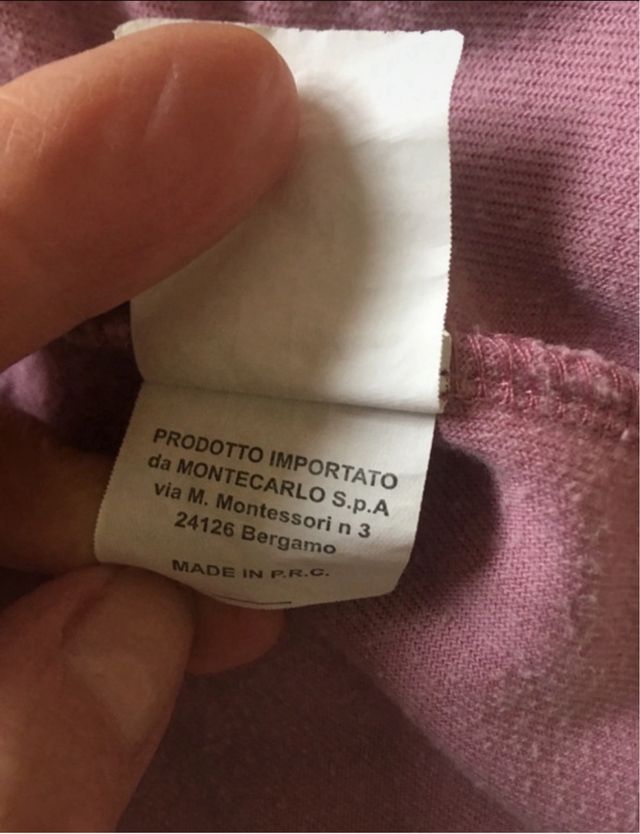 PRODOTTO IMPORTATO
da MONTECARLO S.p.A
via M. Montessori n 3
24126 Bergamo
MADE IN P.R.C.